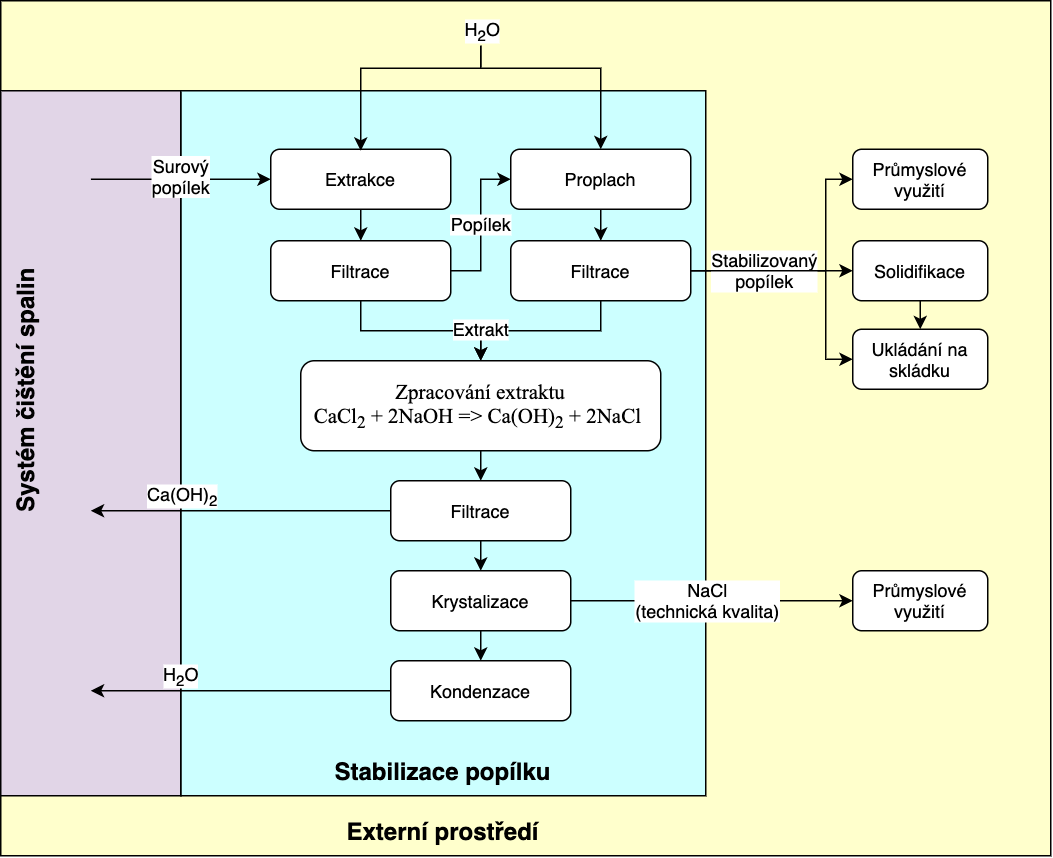 H₂O
Surový
popílek
Extrakce
Proplach
Průmyslové
využití
Popílek
Filtrace
Filtrace
Stabilizovaný
popílek
Solidifikace
Extrakt
Ukládání na
skládku
Zpracování extraktu
CaCl₂ + 2NaOH => Ca(OH)₂ + 2NaCl
Systém čištění spalin
Ca(OH)₂
Filtrace
Krystalizace
NaCl
(technická kvalita)
Průmyslové
využití
H₂O
Kondenzace
Stabilizace popílku
Externí prostředí